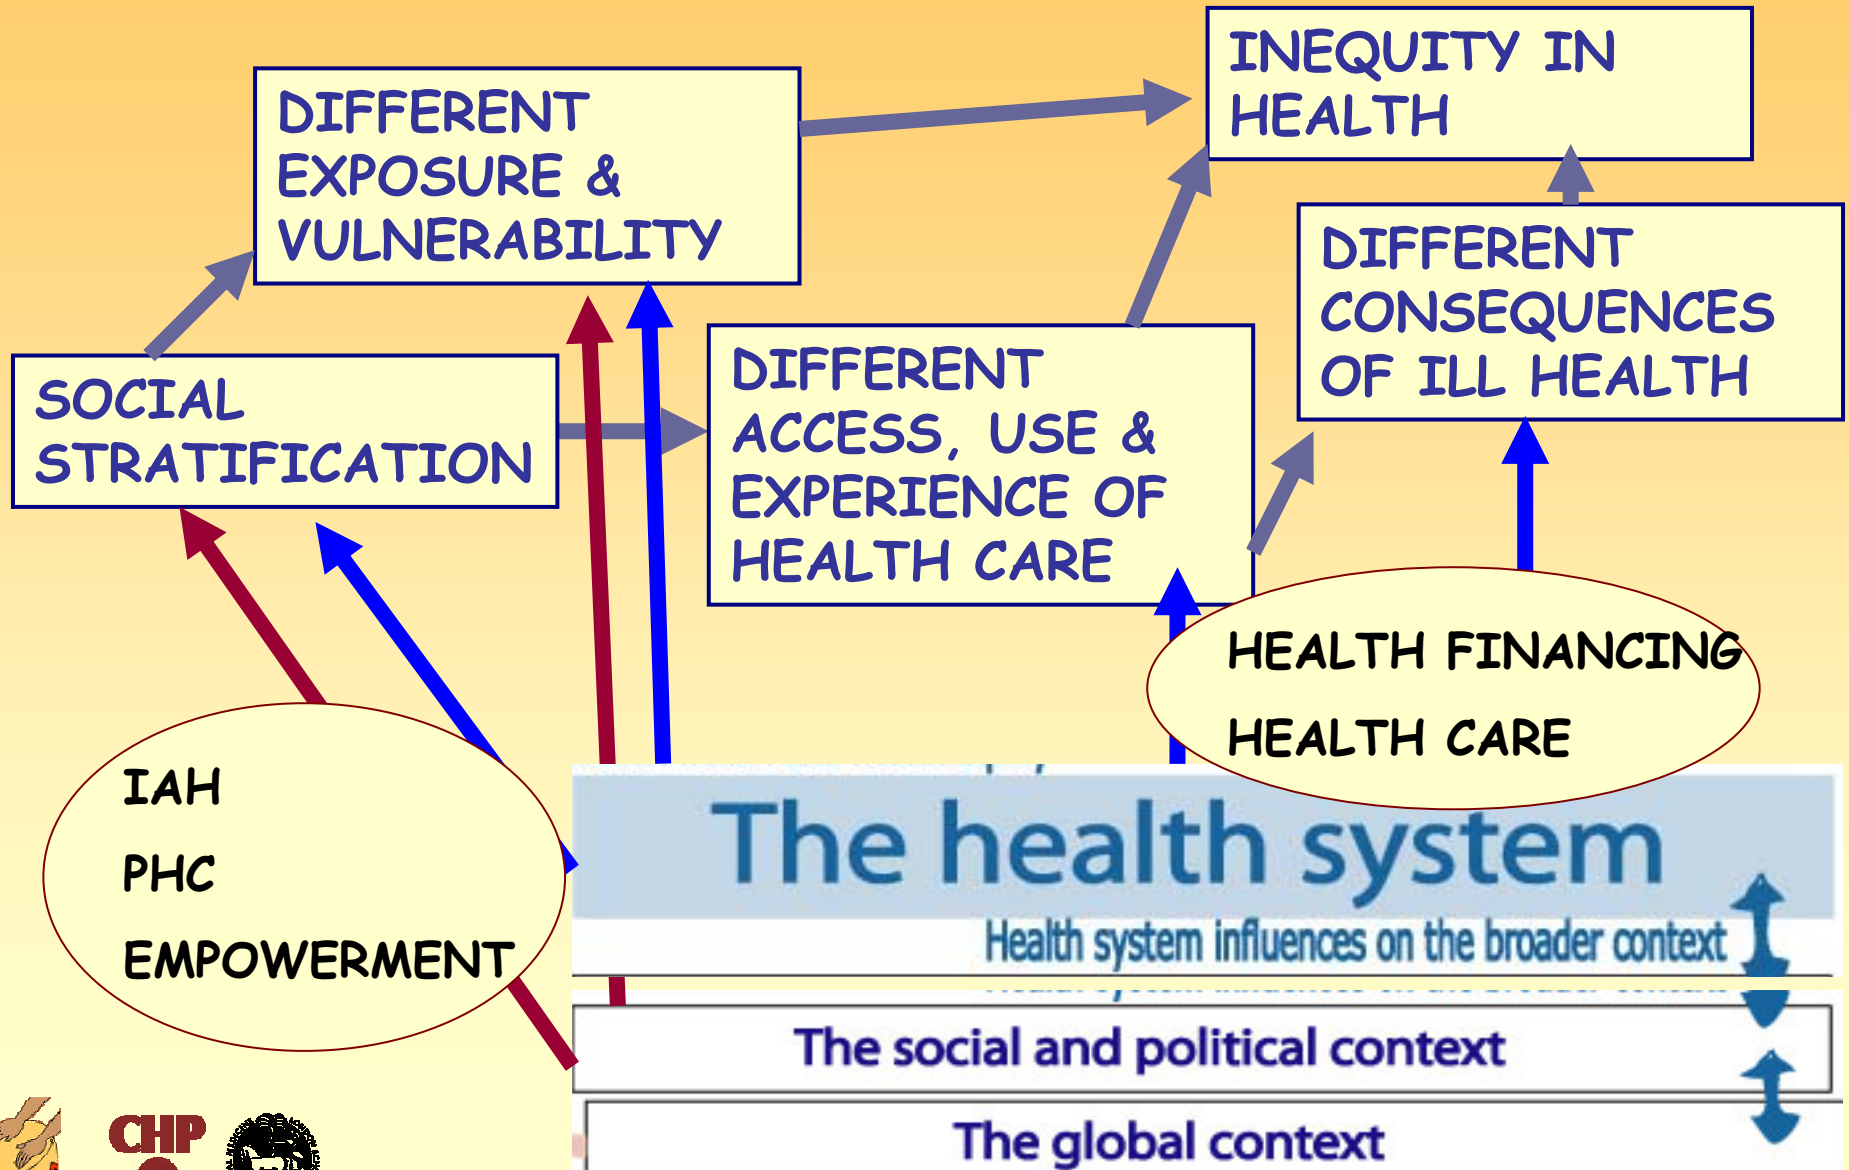 INEQUITY IN
HEALTH
DIFFERENT
EXPOSURE &
VULNERABILITY
DIFFERENT
CONSEQUENCES
OF ILL HEALTH
SOCIAL
STRATIFICATION
DIFFERENT
ACCESS, USE &
EXPERIENCE OF
HEALTH CARE
HEALTH FINANCING
HEALTH CARE
IAH
PHC
EMPOWERMENT
The health system
Health system influences on the broader context
The social and political context
The global context
CHP